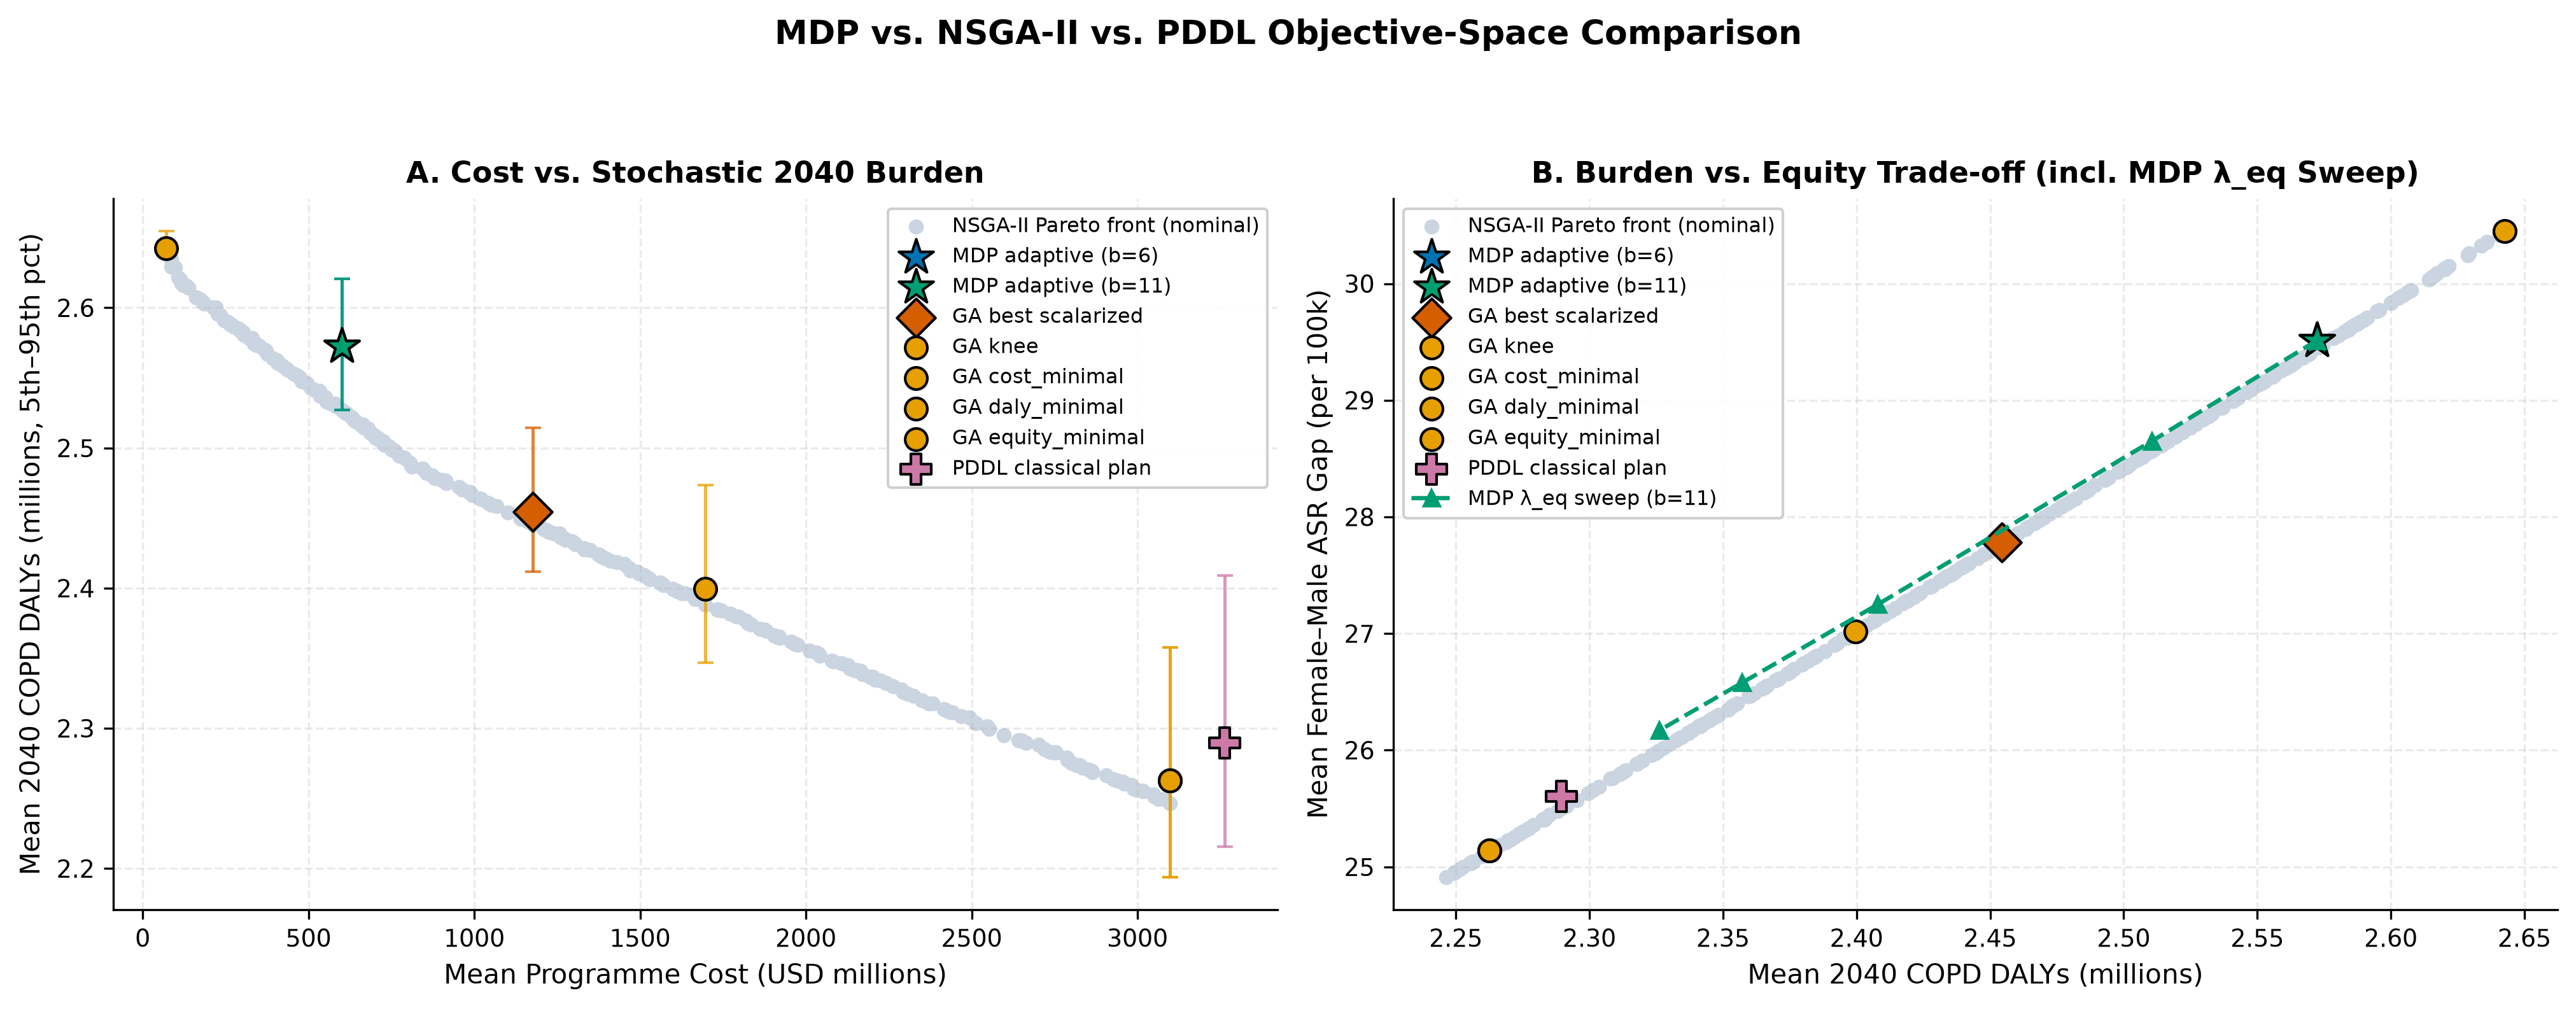 MDP vs. NSGA-II vs. PDDL Objective-Space Comparison
A. Cost vs. Stochastic 2040 Burden
Mean 2040 COPD DALYs (millions, 5th–95th pct)
2.6
2.5
2.4
2.3
2.2
NSGA-II Pareto front (nominal)
MDP adaptive (b=6)
MDP adaptive (b=11)
GA best scalarized
GA knee
GA cost_minimal
GA daly_minimal
GA equity_minimal
PDDL classical plan
0 500 1000 1500 2000 2500 3000
Mean Programme Cost (USD millions)
B. Burden vs. Equity Trade-off (incl. MDP λ_eq Sweep)
Mean Female–Male ASR Gap (per 100k)
30
29
28
27
26
25
NSGA-II Pareto front (nominal)
MDP adaptive (b=6)
MDP adaptive (b=11)
GA best scalarized
GA knee
GA cost_minimal
GA daly_minimal
GA equity_minimal
PDDL classical plan
MDP λ_eq sweep (b=11)
2.25 2.30 2.35 2.40 2.45 2.50 2.55 2.60 2.65
Mean 2040 COPD DALYs (millions)